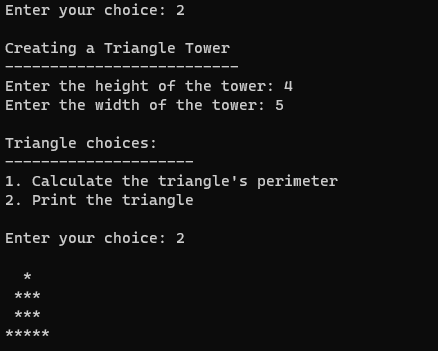 Enter your choice: 2
Creating a Triangle Tower
--------------------------
Enter the height of the tower: 4
Enter the width of the tower: 5
Triangle choices:
---------------------
1. Calculate the triangle's perimeter
2. Print the triangle
Enter your choice: 2
  *
 ***
 ***
*****